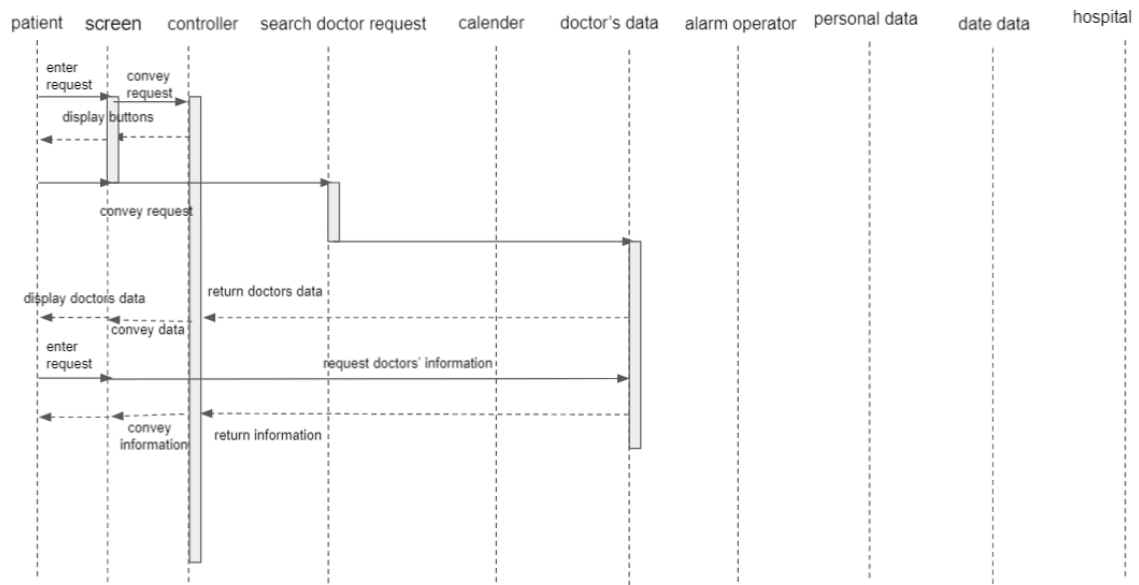 patient screen controller search doctor request calender doctor's data alarm operator personal data date data hospital
enter
request
convey
request
display buttons
convey request
return doctors data
display doctors data
convey data
enter
request
request doctors' information
convey
information
return information